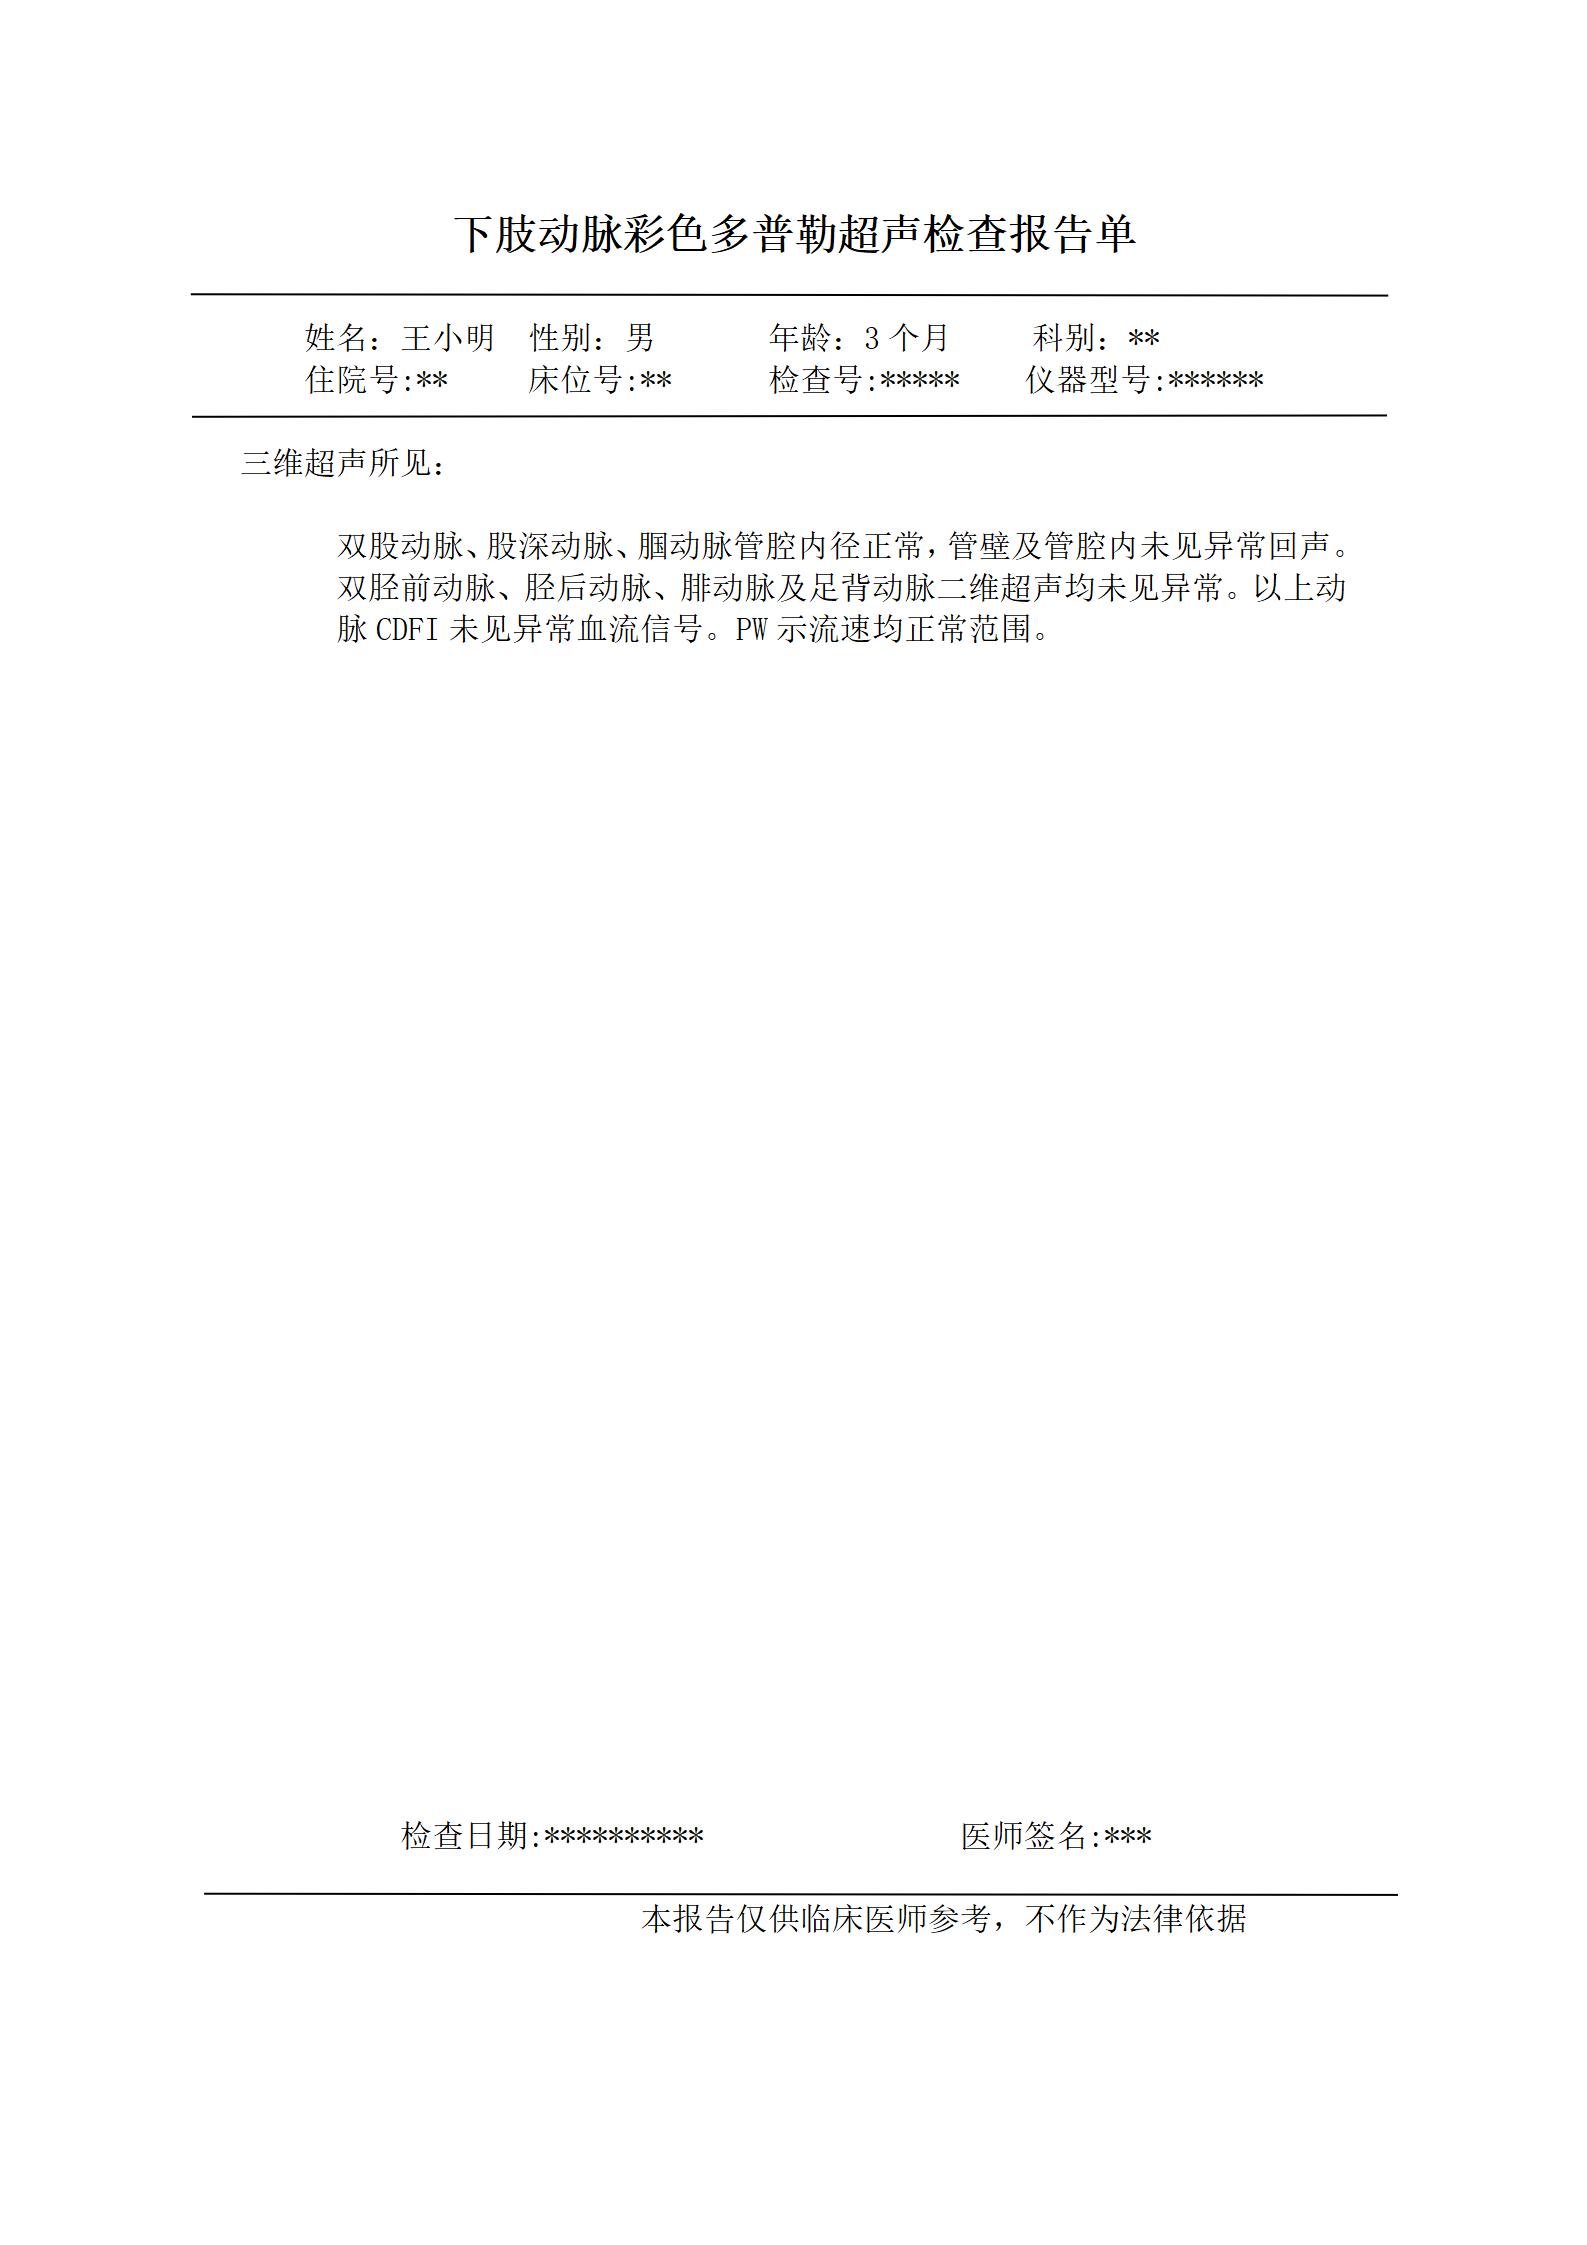 下肢动脉彩色多普勒超声检查报告单
姓名：王小明 性别：男 年龄：3个月 科别：**
住院号:** 床位号:** 检查号:***** 仪器型号:******
三维超声所见：
双股动脉、股深动脉、腘动脉管腔内径正常，管壁及管腔内未见异常回声。
双胫前动脉、胫后动脉、腓动脉及足背动脉二维超声均未见异常。以上动
脉CDFI未见异常血流信号。PW示流速均正常范围。
检查日期:********** 医师签名:***
本报告仅供临床医师参考，不作为法律依据